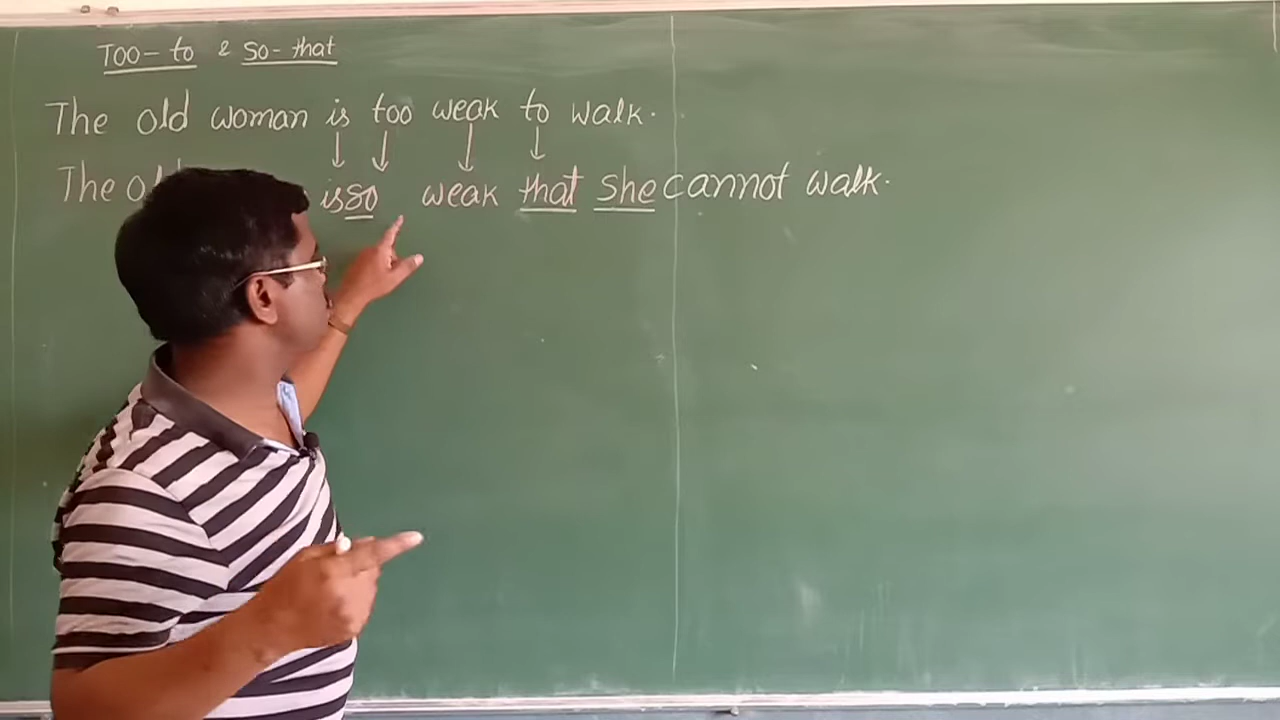 Too- to & so- that
The old woman is too weak to walk.
The is so weak that she cannot walk.